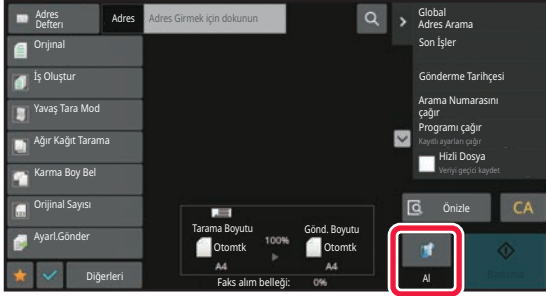 Adres
Defteri
Adres
Adres Girmek için dokunun
Global
Adres Arama
Orijinal
Son İşler
İş Oluştur
Gönderme Tarihçesi
Yavaş Tara Mod
Arama Numarasını
çağır
Ağır Kağıt Tarama
Programı çağır
Kayıtlı ayarları çağır
Karma Boy Bel
Hizli Dosya
Veriyi geçici kaydet
Orijinal Sayısı
Önizle
CA
Tarama Boyutu
Gönd. Boyutu
Ayarl.Gönder
Otomtk
100%
Otomtk
A4
A4
Diğerleri
Faks alım belleği:
0%
Al